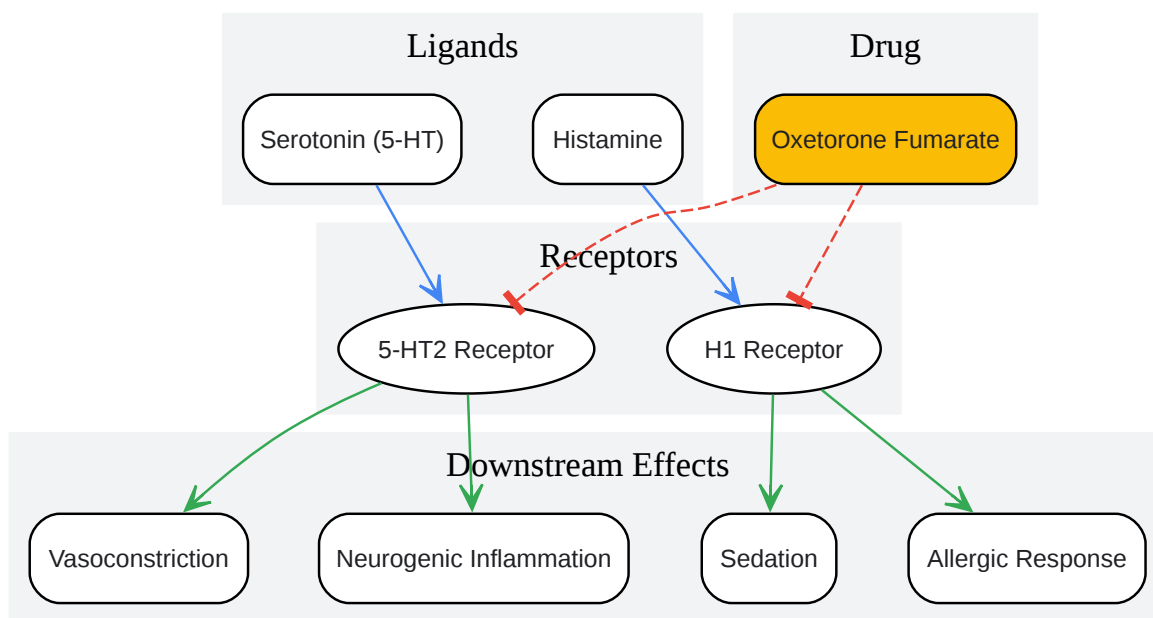 Ligands
Drug
Serotonin (5-HT)
Histamine
Oxetorone Fumarate
Receptors
5-HT2 Receptor
H1 Receptor
Downstream Effects
Vasoconstriction
Neurogenic Inflammation
Sedation
Allergic Response